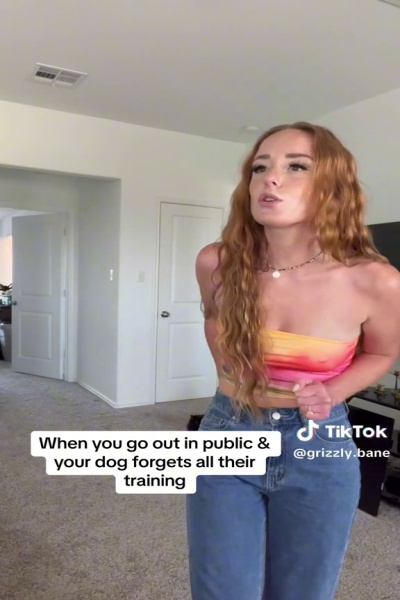 When you go out in public &
your dog forgets all their
training
TikTok
@grizzly.bane